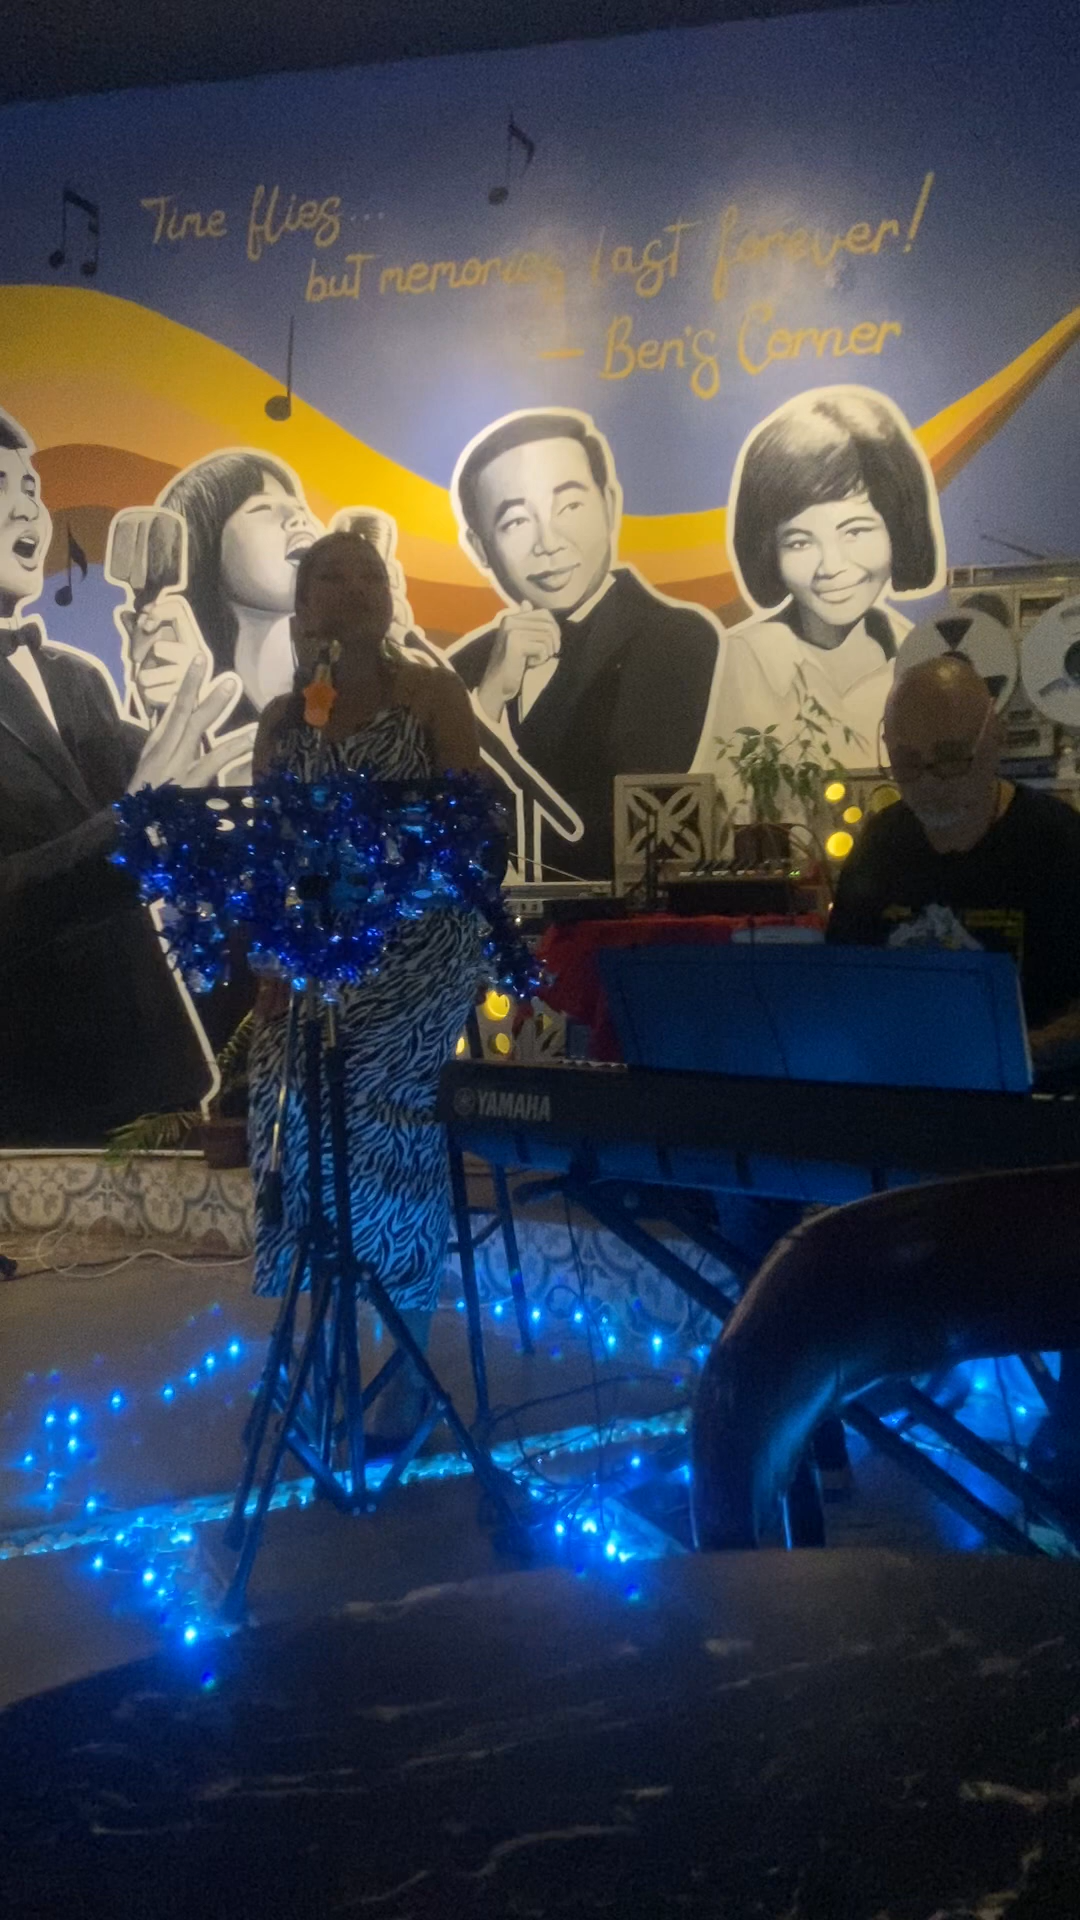 Time flies...
but memories last forever!
— Ben's Corner
YAMAHA